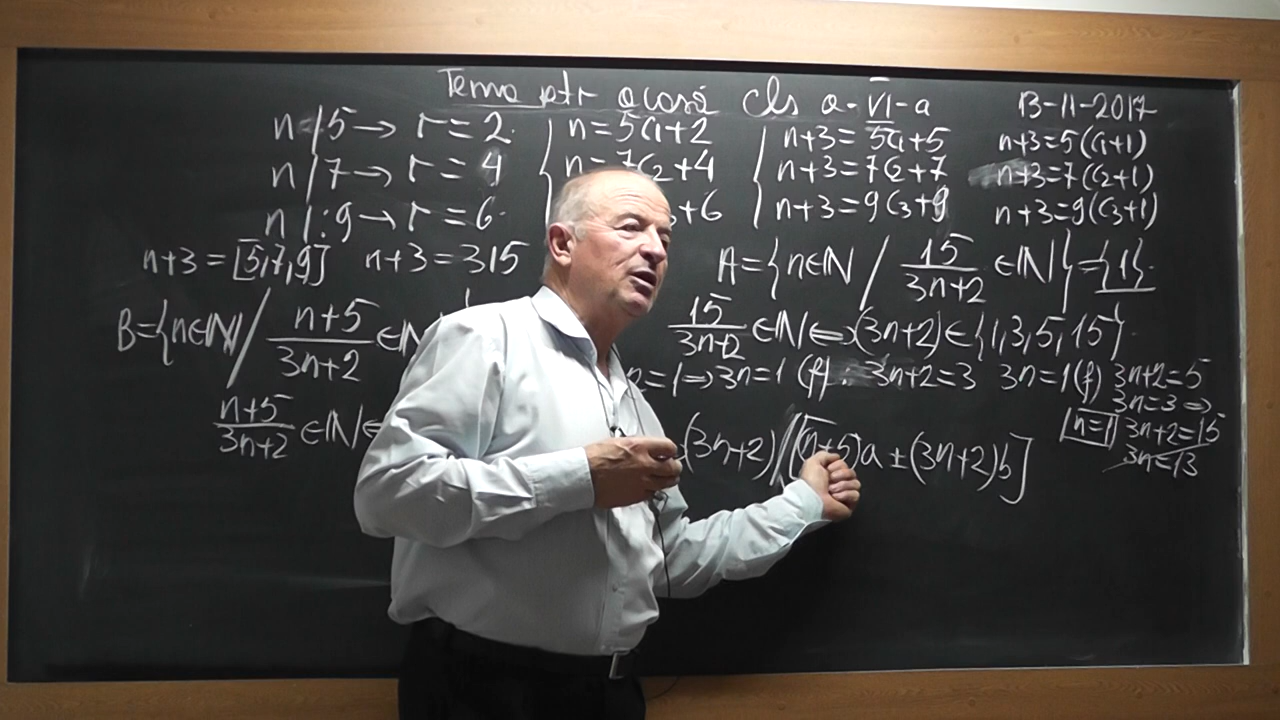 Tema ptr acasă cls a-VI-a 13-11-2017
n/5→ r=2. { n=5c₁+2 { n+3=5c₁+5 n+3=5(c₁+1)
n/7→ r=4 n=7c₂+4 n+3=7c₂+7 n+3=7(c₂+1)
n/:9→ r=6. +6 n+3=9c₃+9 n+3=9(c₃+1)
n+3=[5,7,9] n+3=315 A={n∈ℕ / 15/(3n+2) ∈ℕ}={1}.
B={n∈ℕ/ (n+5)/(3n+2) ∈ℕ 15/(3n+2) ∈ℕ⇔(3n+2)∈{1,3,5,15}
=1⇒3n=1 (f). 3n+2=3 3n=1(f) 3n+2=5
3n=3⇒
(n+5)/(3n+2) ∈ℕ (3n+2)/[(n+5)a±(3n+2)b] n=1 3n+2=15
3n=13